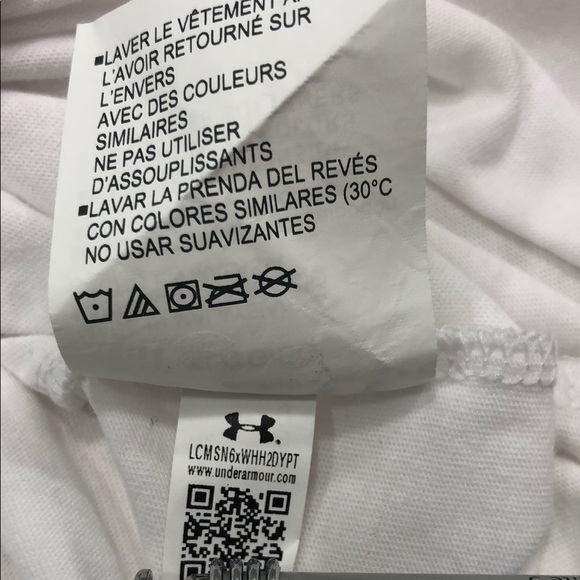 ▪LAVER LE VÊTEMENT
L'AVOIR RETOURNÉ SUR
L'ENVERS
AVEC DES COULEURS
SIMILAIRES
NE PAS UTILISER
D'ASSOUPLISSANTS
▪LAVAR LA PRENDA DEL REVÉS
CON COLORES SIMILARES (30°C
NO USAR SUAVIZANTES
LCMSN6xWHH2DYPT
www.underarmour.com